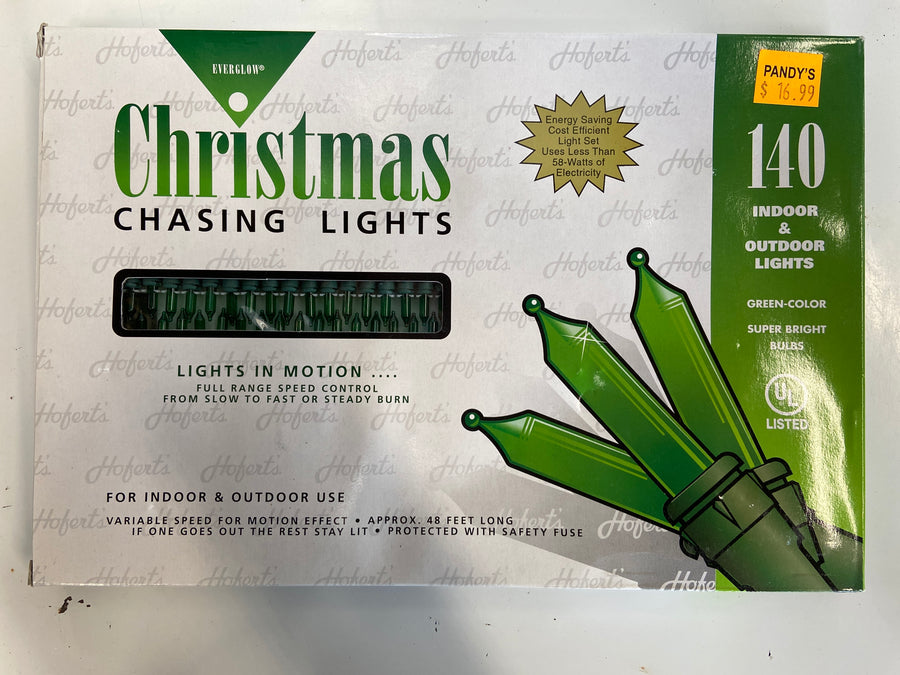 EVERGLOW®
Christmas
CHASING LIGHTS
LIGHTS IN MOTION ....
FULL RANGE SPEED CONTROL
FROM SLOW TO FAST OR STEADY BURN
FOR INDOOR & OUTDOOR USE
VARIABLE SPEED FOR MOTION EFFECT • APPROX. 48 FEET LONG
IF ONE GOES OUT THE REST STAY LIT • PROTECTED WITH SAFETY FUSE
Energy Saving
Cost Efficient
Light Set
Uses Less Than
58-Watts of
Electricity
PANDY'S
$ 16.99
140
INDOOR
&
OUTDOOR
LIGHTS
GREEN-COLOR
SUPER BRIGHT
BULBS
UL
LISTED
Hofert's